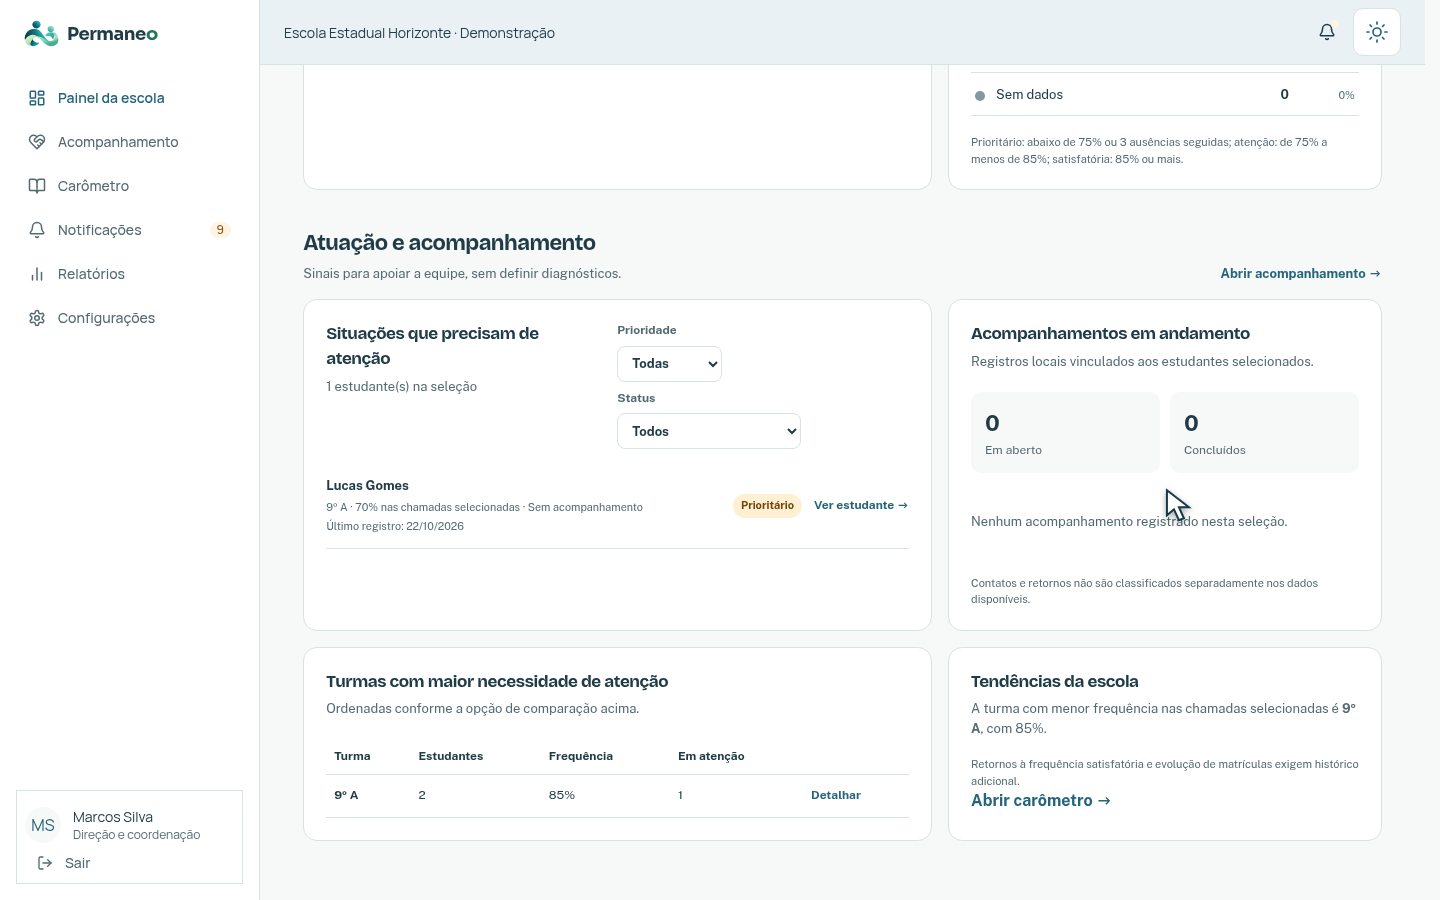 Permaneo
Painel da escola
Acompanhamento
Carômetro
Notificações 9
Relatórios
Configurações
MS
Marcos Silva
Direção e coordenação
Sair
Escola Estadual Horizonte · Demonstração
Sem dados 0 0%
Prioritário: abaixo de 75% ou 3 ausências seguidas; atenção: de 75% a
menos de 85%; satisfatória: 85% ou mais.
Atuação e acompanhamento
Sinais para apoiar a equipe, sem definir diagnósticos.
Abrir acompanhamento →
Situações que precisam de
atenção
1 estudante(s) na seleção
Prioridade
Todas
Status
Todos
Lucas Gomes
9º A · 70% nas chamadas selecionadas · Sem acompanhamento
Último registro: 22/10/2026
Prioritário
Ver estudante →
Acompanhamentos em andamento
Registros locais vinculados aos estudantes selecionados.
0
Em aberto
0
Concluídos
Nenhum acompanhamento registrado nesta seleção.
Contatos e retornos não são classificados separadamente nos dados
disponíveis.
Turmas com maior necessidade de atenção
Ordenadas conforme a opção de comparação acima.
Turma Estudantes Frequência Em atenção
9º A 2 85% 1 Detalhar
Tendências da escola
A turma com menor frequência nas chamadas selecionadas é 9º
A, com 85%.
Retornos à frequência satisfatória e evolução de matrículas exigem histórico
adicional.
Abrir carômetro →